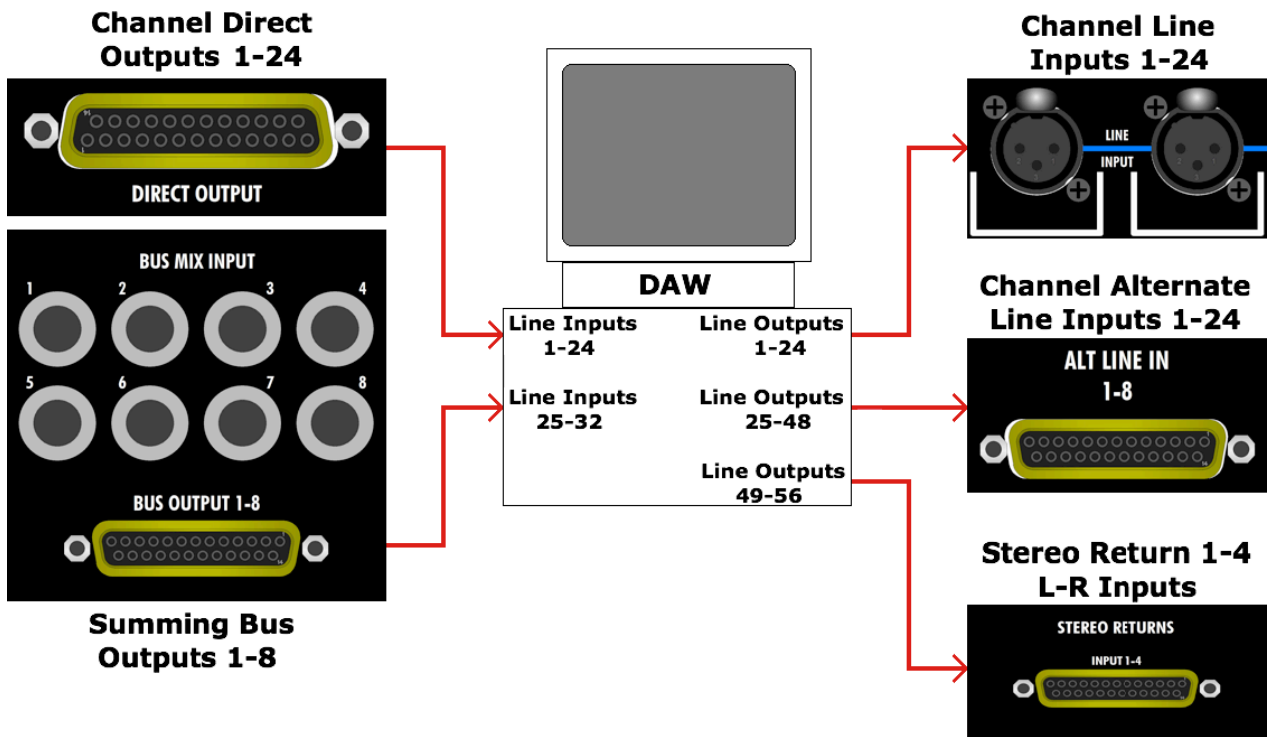 Channel Direct
Outputs 1-24
DIRECT OUTPUT
BUS MIX INPUT
1 2 3 4
5 6 7 8
BUS OUTPUT 1-8
Summing Bus
Outputs 1-8
DAW
Line Inputs
1-24
Line Inputs
25-32
Line Outputs
1-24
Line Outputs
25-48
Line Outputs
49-56
Channel Line
Inputs 1-24
LINE
INPUT
Channel Alternate
Line Inputs 1-24
ALT LINE IN
1-8
Stereo Return 1-4
L-R Inputs
STEREO RETURNS
INPUT 1-4